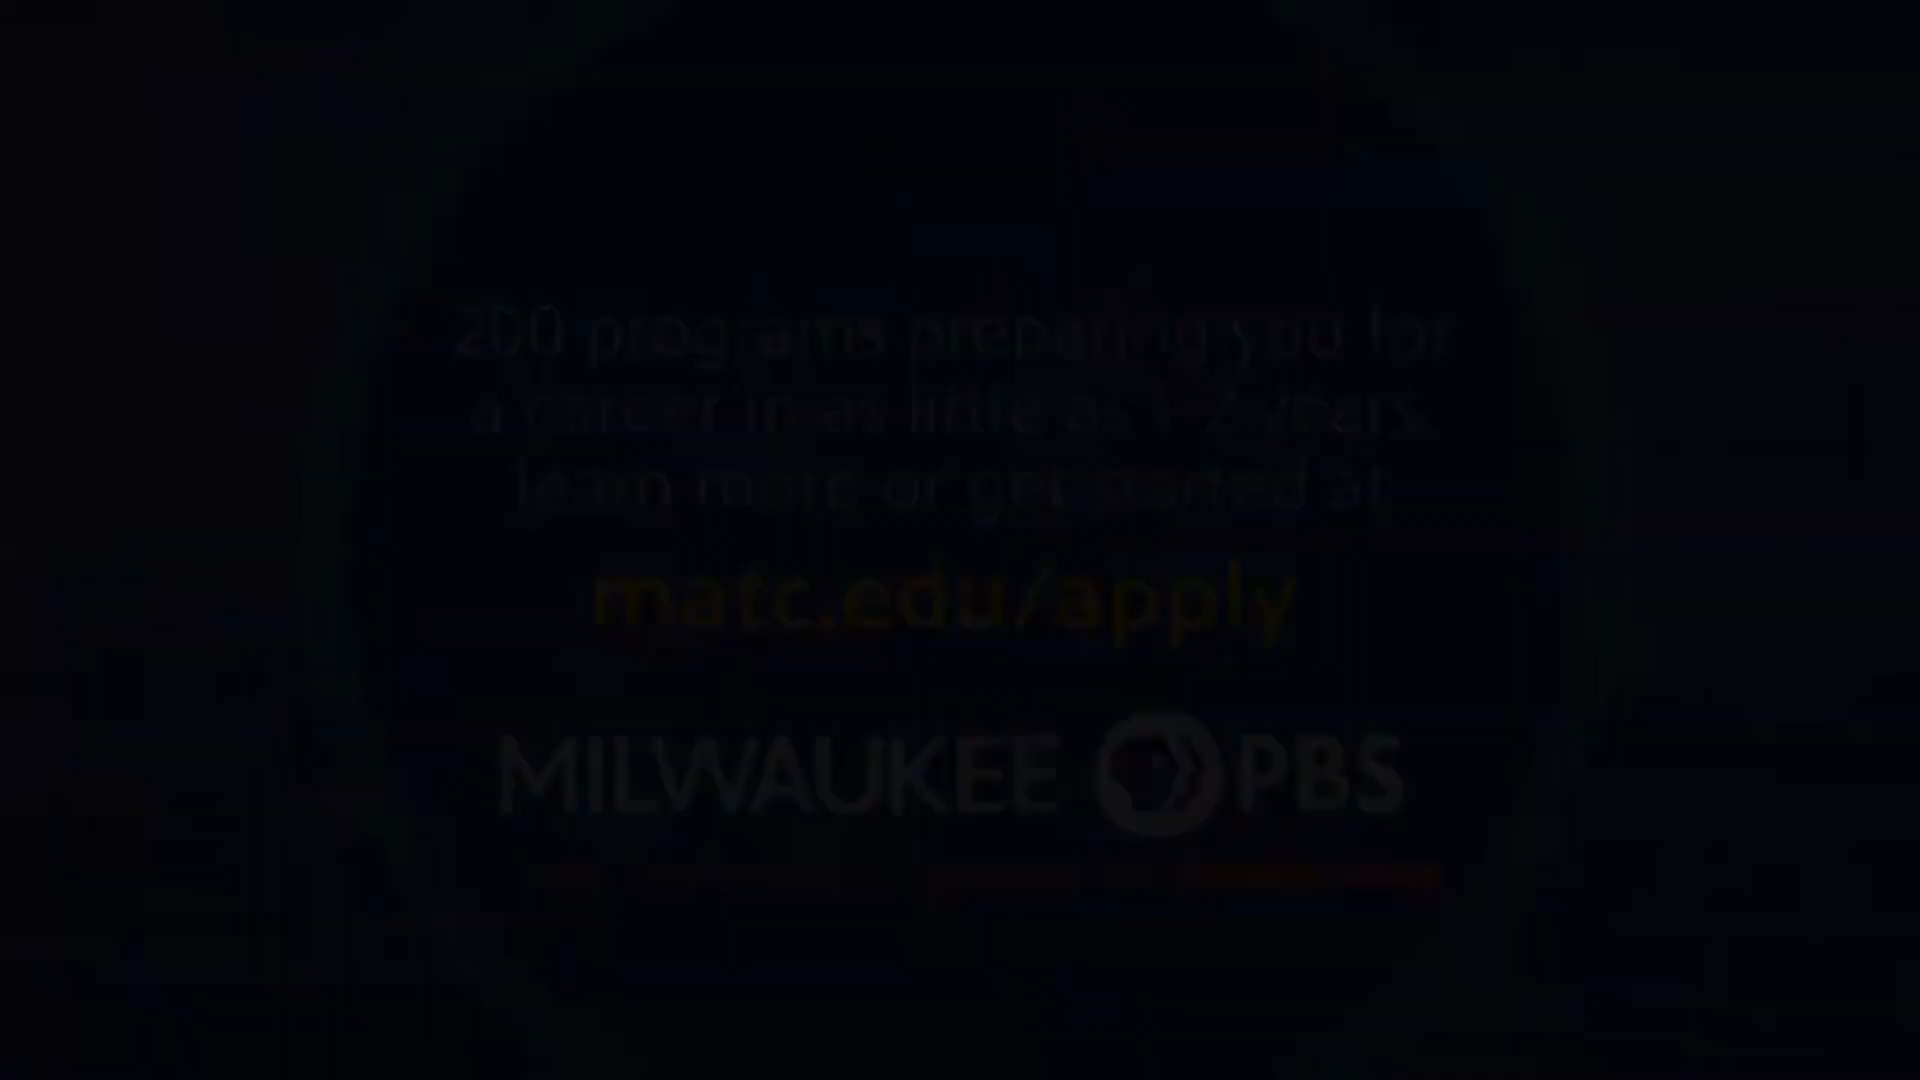 200 programs preparing you for
a career in as little as 1-2 years.
learn more or get started at
matc.edu/apply
MILWAUKEE PBS